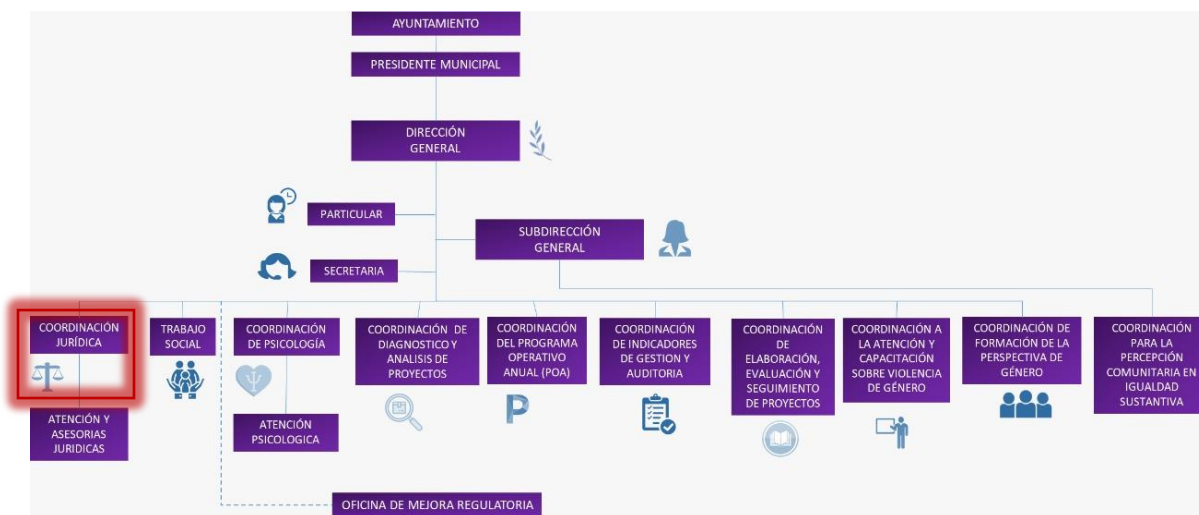 AYUNTAMIENTO
PRESIDENTE MUNICIPAL
DIRECCIÓN
GENERAL
PARTICULAR
SUBDIRECCIÓN
GENERAL
SECRETARIA
COORDINACIÓN
JURÍDICA
TRABAJO
SOCIAL
COORDINACIÓN
DE PSICOLOGÍA
COORDINACIÓN DE
DIAGNOSTICO Y
ANALISIS DE
PROYECTOS
COORDINACIÓN
DEL PROGRAMA
OPERATIVO
ANUAL (POA)
COORDINACIÓN
DE INDICADORES
DE GESTION Y
AUDITORIA
COORDINACIÓN
DE
ELABORACIÓN,
EVALUACIÓN Y
SEGUIMIENTO
DE PROYECTOS
COORDINACIÓN A
LA ATENCIÓN Y
CAPACITACIÓN
SOBRE VIOLENCIA
DE GÉNERO
COORDINACIÓN DE
FORMACIÓN DE LA
PERSPECTIVA DE
GÉNERO
COORDINACIÓN
PARA LA
PERCEPCIÓN
COMUNITARIA EN
IGUALDAD
SUSTANTIVA
ATENCIÓN Y
ASESORIAS
JURIDICAS
ATENCIÓN
PSICOLOGICA
P
OFICINA DE MEJORA REGULATORIA